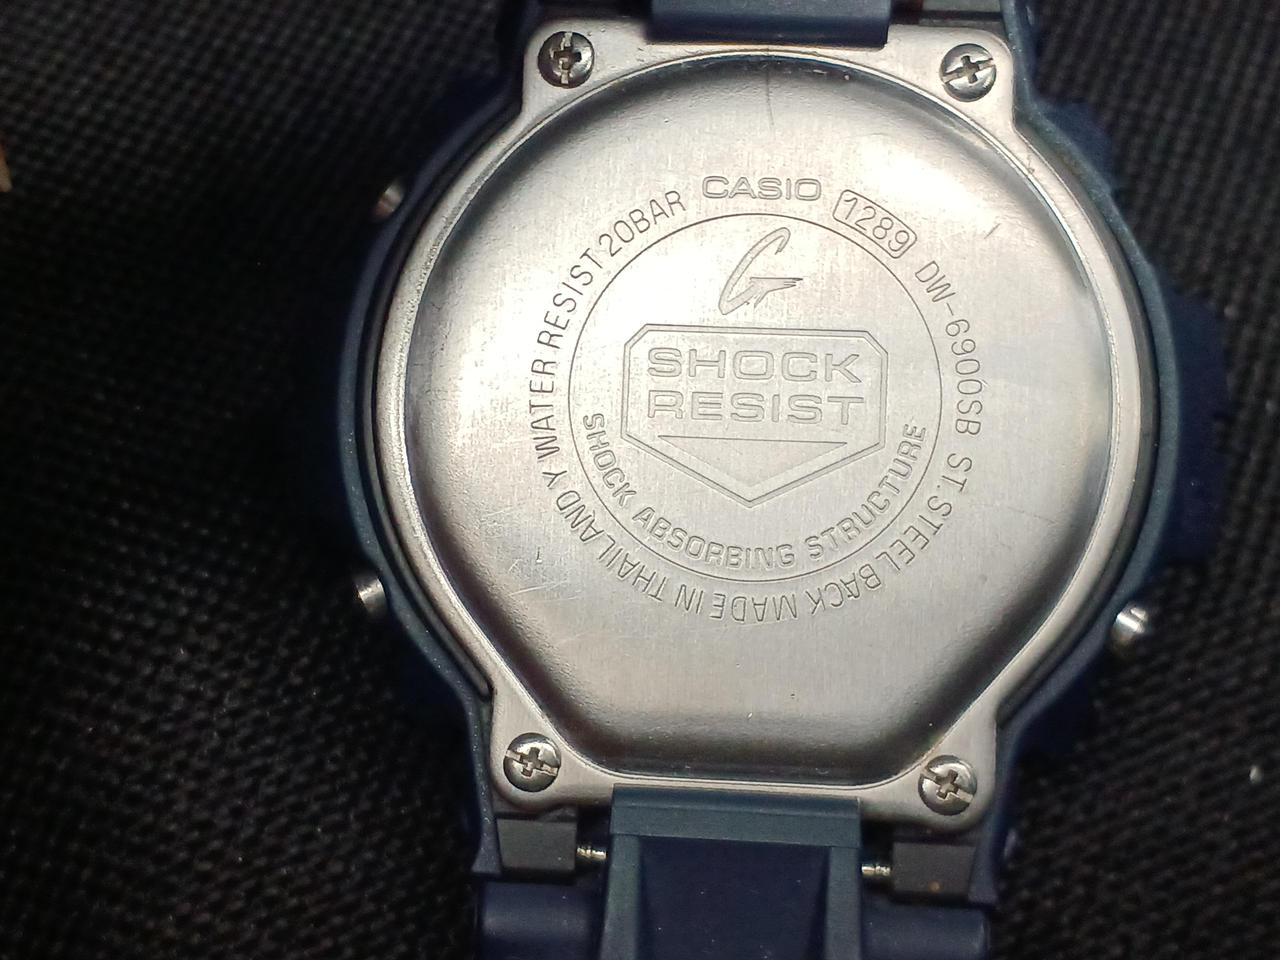 CASIO 1289 DW-6900SB ST.STEEL BACK MADE IN THAILAND Y WATER RESIST 20BAR
G
SHOCK
RESIST
SHOCK ABSORBING STRUCTURE